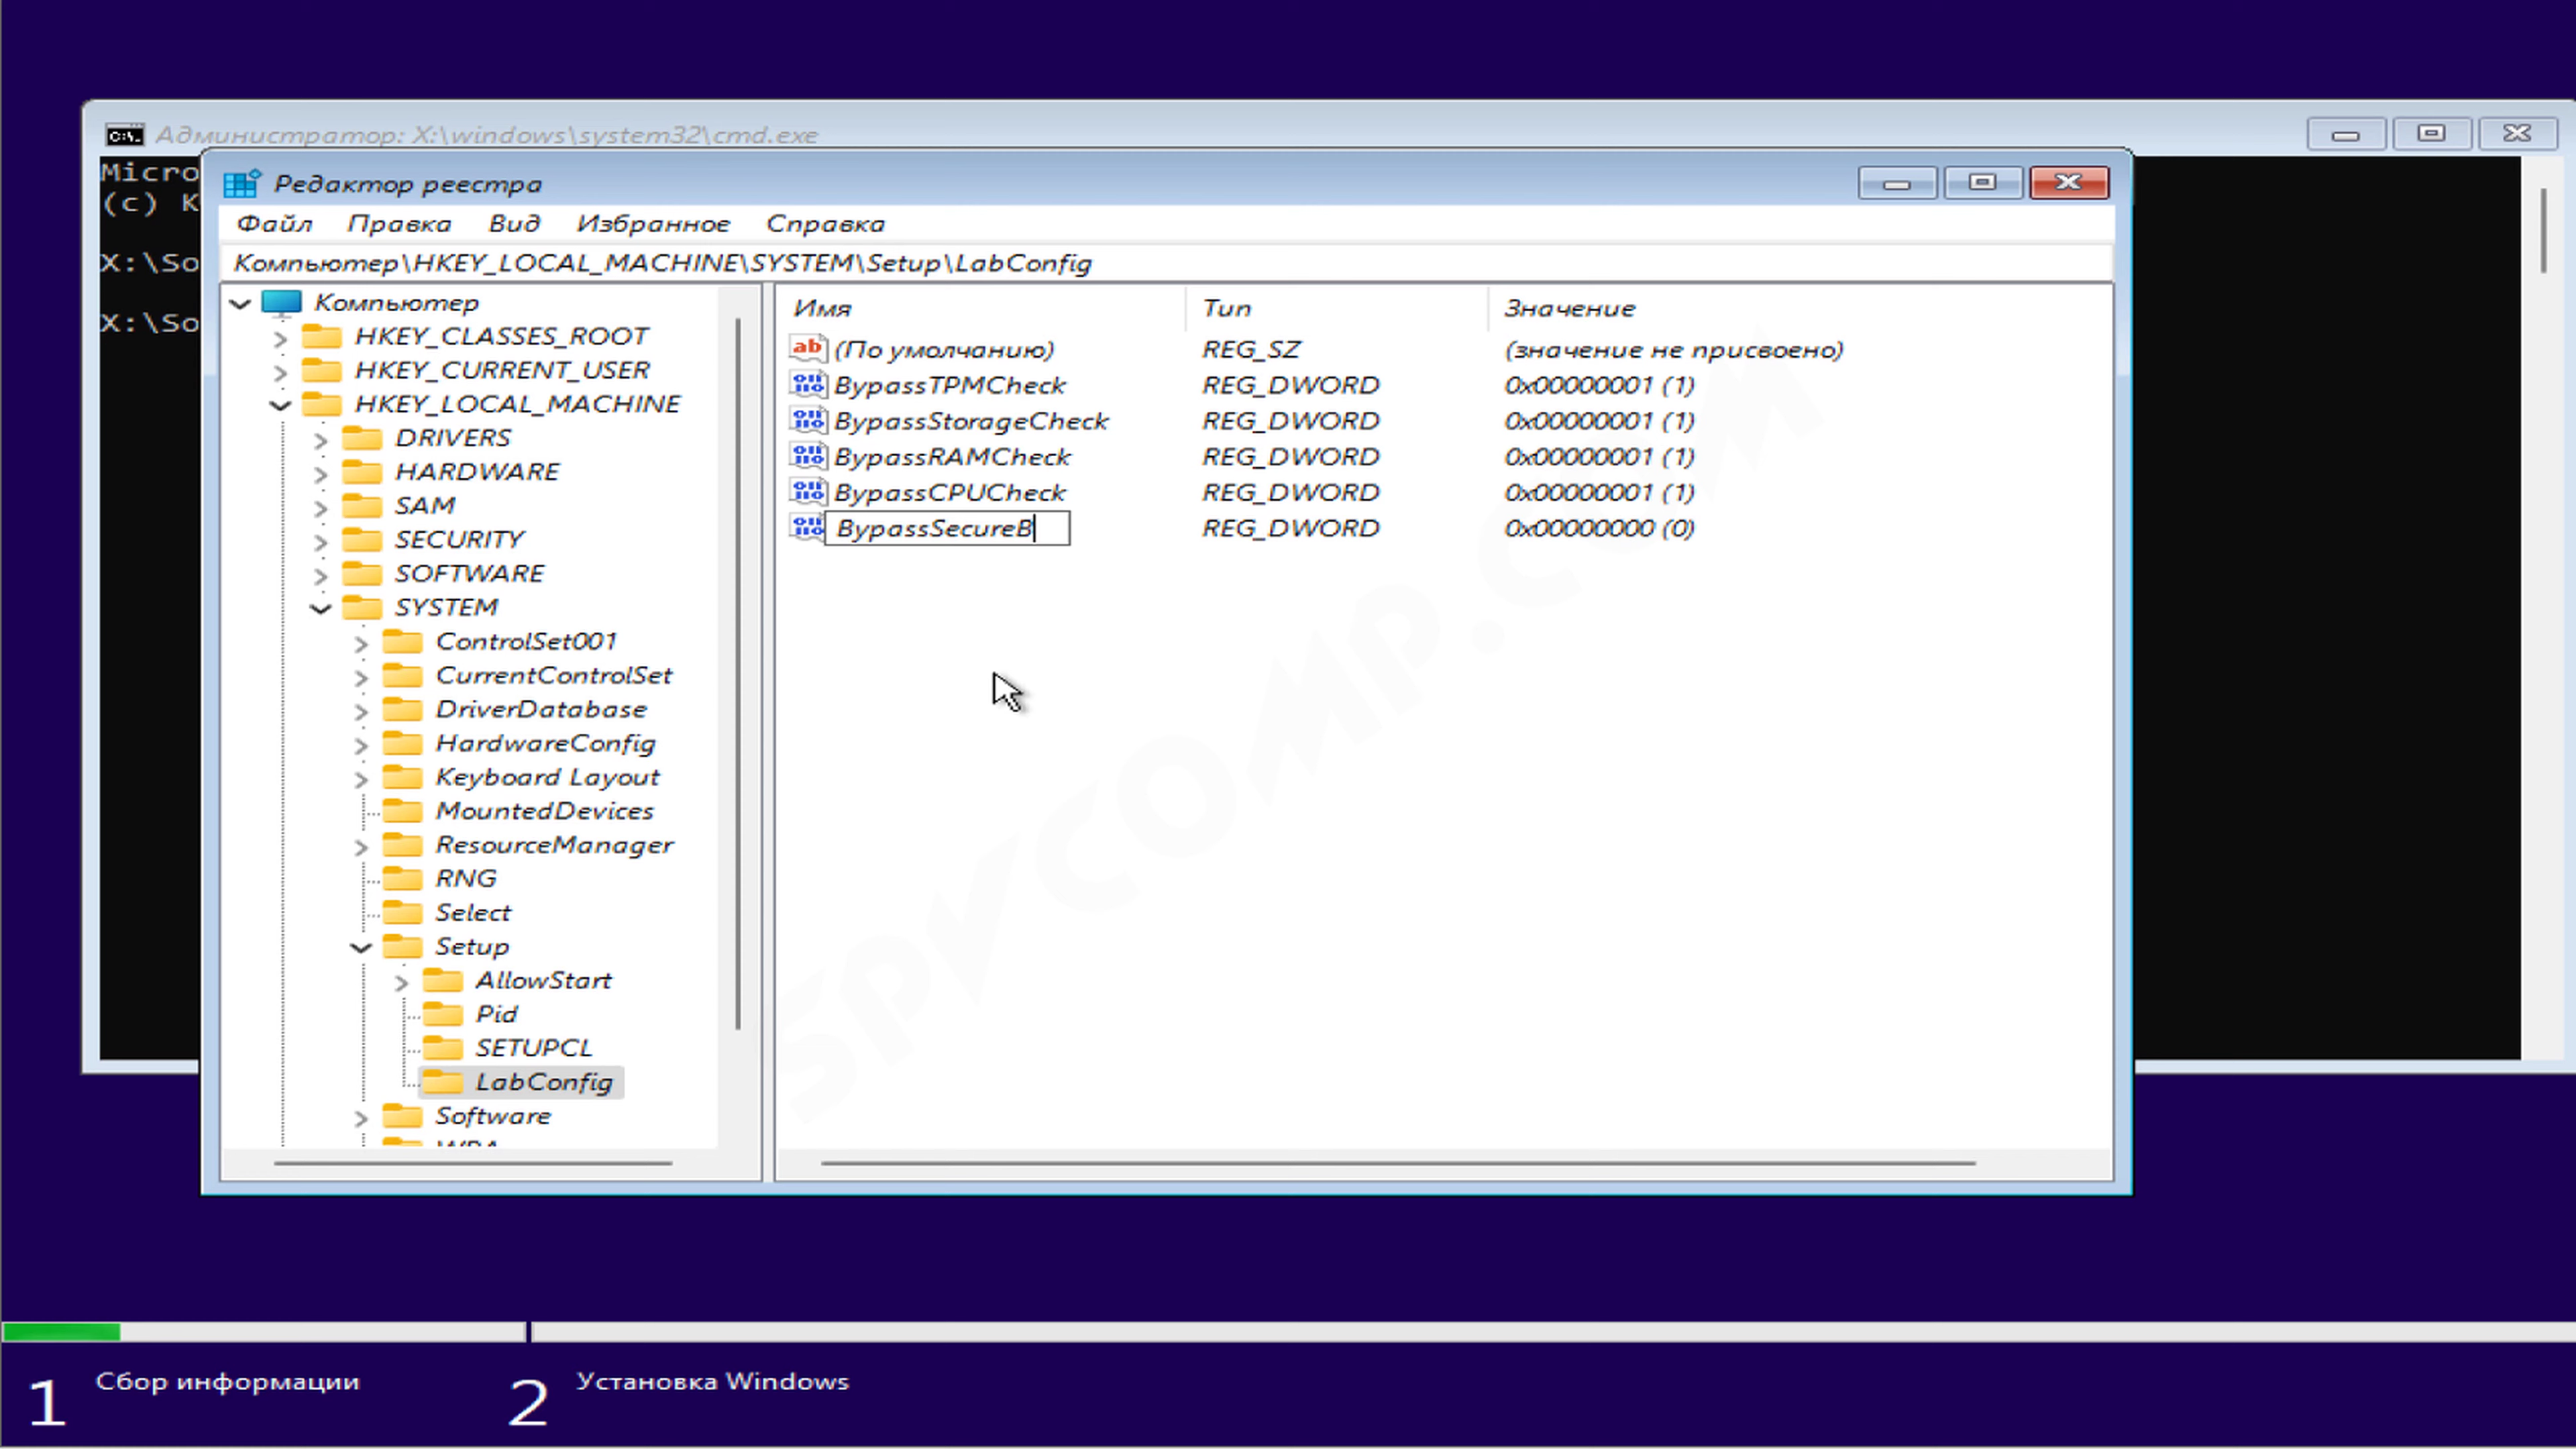 Администратор: X:\windows\system32\cmd.exe
Micro
(c) К
X:\So
X:\So
Редактор реестра
Файл Правка Вид Избранное Справка
Компьютер\HKEY_LOCAL_MACHINE\SYSTEM\Setup\LabConfig
Компьютер
HKEY_CLASSES_ROOT
HKEY_CURRENT_USER
HKEY_LOCAL_MACHINE
DRIVERS
HARDWARE
SAM
SECURITY
SOFTWARE
SYSTEM
ControlSet001
CurrentControlSet
DriverDatabase
HardwareConfig
Keyboard Layout
MountedDevices
ResourceManager
RNG
Select
Setup
AllowStart
Pid
SETUPCL
LabConfig
Software
Имя Тип Значение
(По умолчанию) REG_SZ (значение не присвоено)
BypassTPMCheck REG_DWORD 0x00000001 (1)
BypassStorageCheck REG_DWORD 0x00000001 (1)
BypassRAMCheck REG_DWORD 0x00000001 (1)
BypassCPUCheck REG_DWORD 0x00000001 (1)
BypassSecureB REG_DWORD 0x00000000 (0)
SPYCOMP.COM
1 Сбор информации
2 Установка Windows